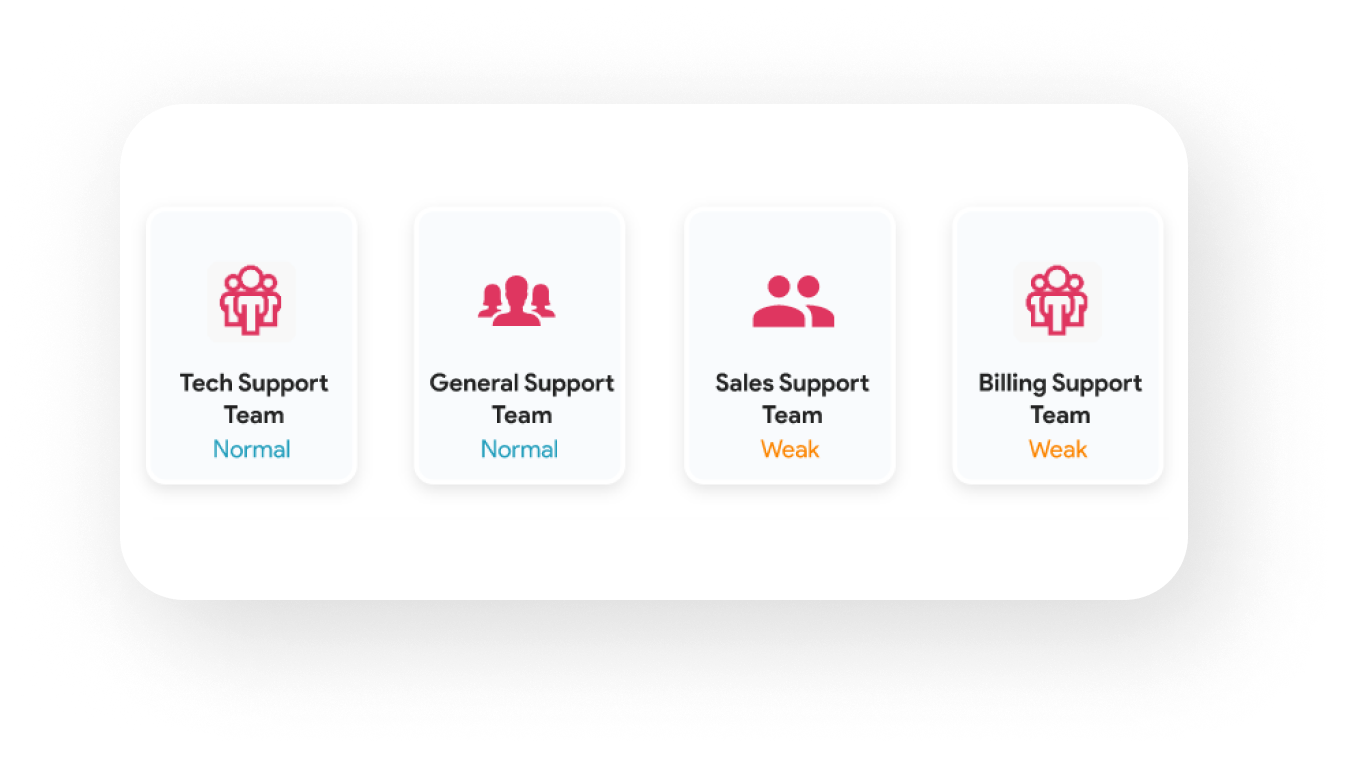 Tech Support
Team
Normal
General Support
Team
Normal
Sales Support
Team
Weak
Billing Support
Team
Weak